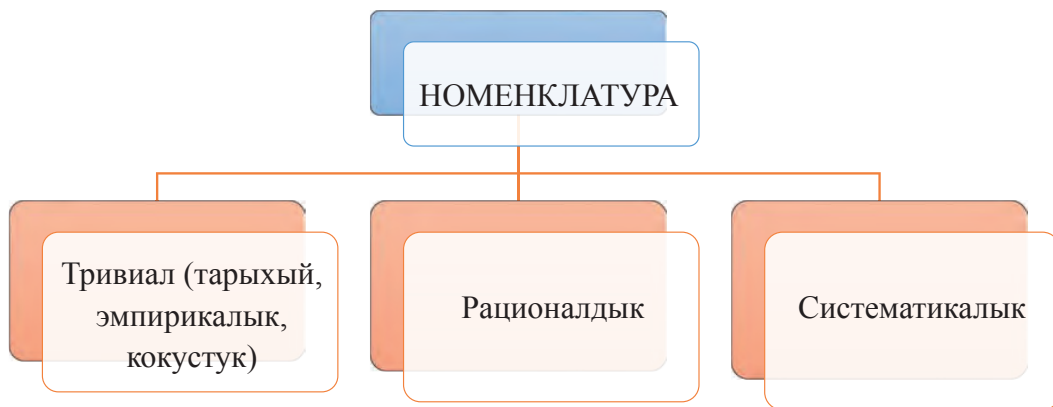 НОМЕНКЛАТУРА
Тривиал (тарыхый,
эмпирикалык,
кокустук)
Рационалдык
Систематикалык